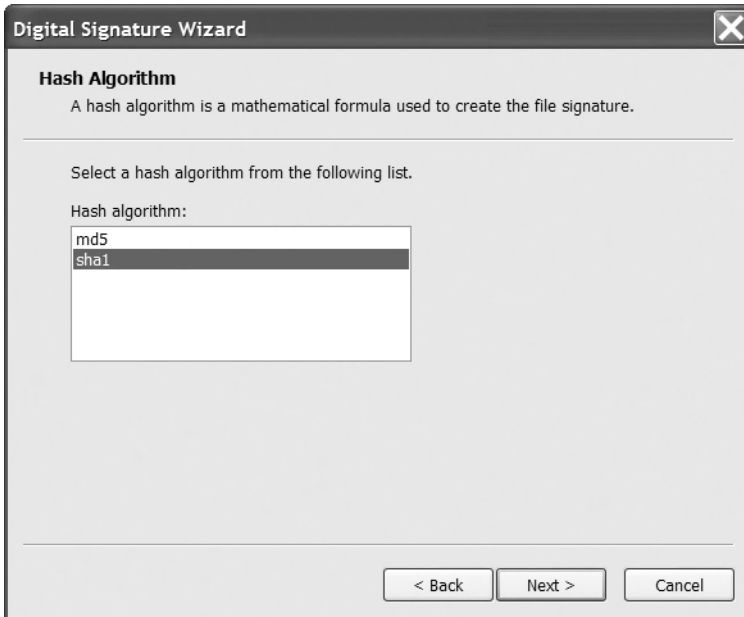 Digital Signature Wizard
Hash Algorithm
A hash algorithm is a mathematical formula used to create the file signature.
Select a hash algorithm from the following list.
Hash algorithm:
md5
sha1
< Back Next > Cancel